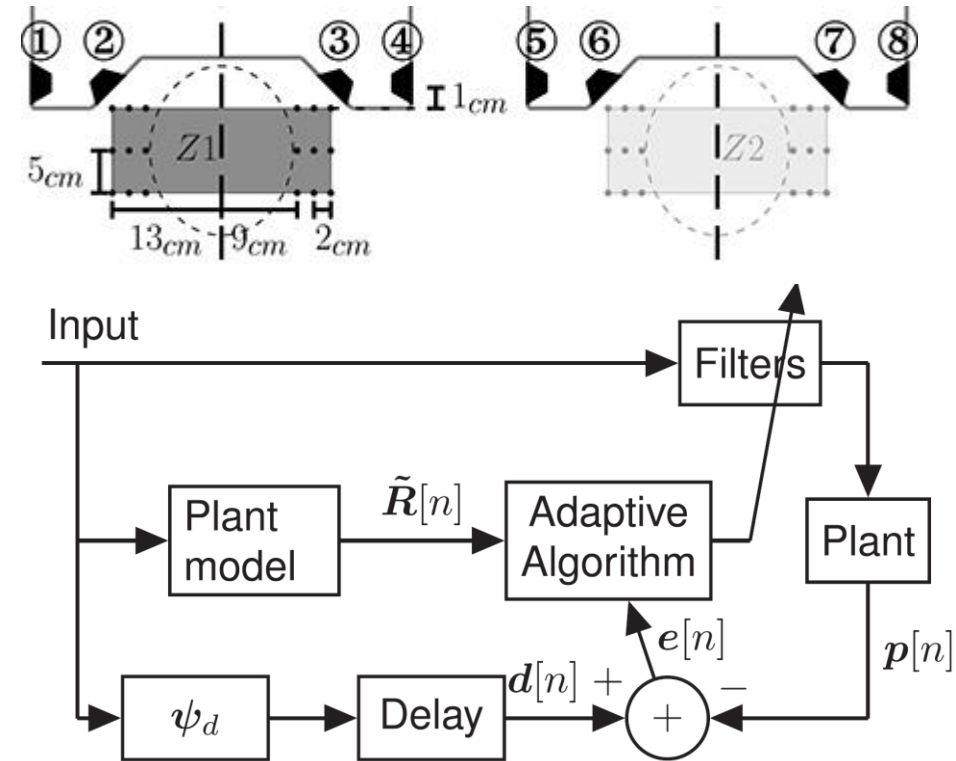 ① ② ③ ④ ⑤ ⑥ ⑦ ⑧
1cm
Z1 Z2
5cm
13cm 9cm 2cm
Input
Filters
R̃[n]
Plant
model
Adaptive
Algorithm
Plant
e[n]
p[n]
d[n] + −
ψd
Delay
+